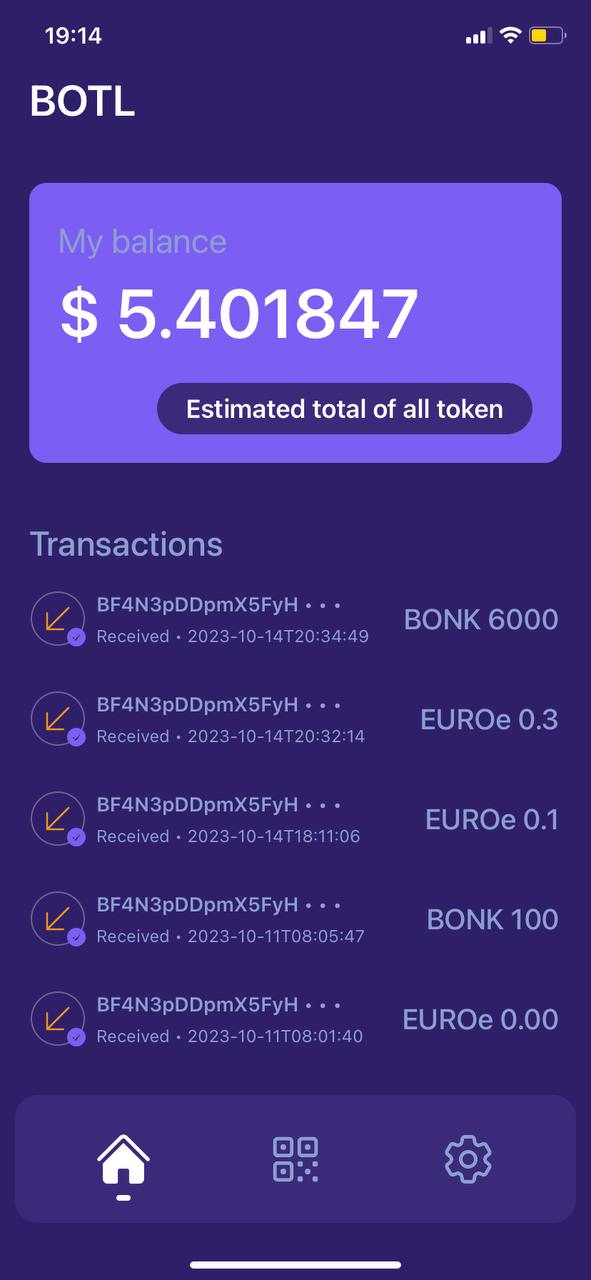 19:14
BOTL
My balance
$ 5.401847
Estimated total of all token
Transactions
BF4N3pDDpmX5FyH • • •
BONK 6000
Received • 2023-10-14T20:34:49
BF4N3pDDpmX5FyH • • •
EUROe 0.3
Received • 2023-10-14T20:32:14
BF4N3pDDpmX5FyH • • •
EUROe 0.1
Received • 2023-10-14T18:11:06
BF4N3pDDpmX5FyH • • •
BONK 100
Received • 2023-10-11T08:05:47
BF4N3pDDpmX5FyH • • •
EUROe 0.00
Received • 2023-10-11T08:01:40